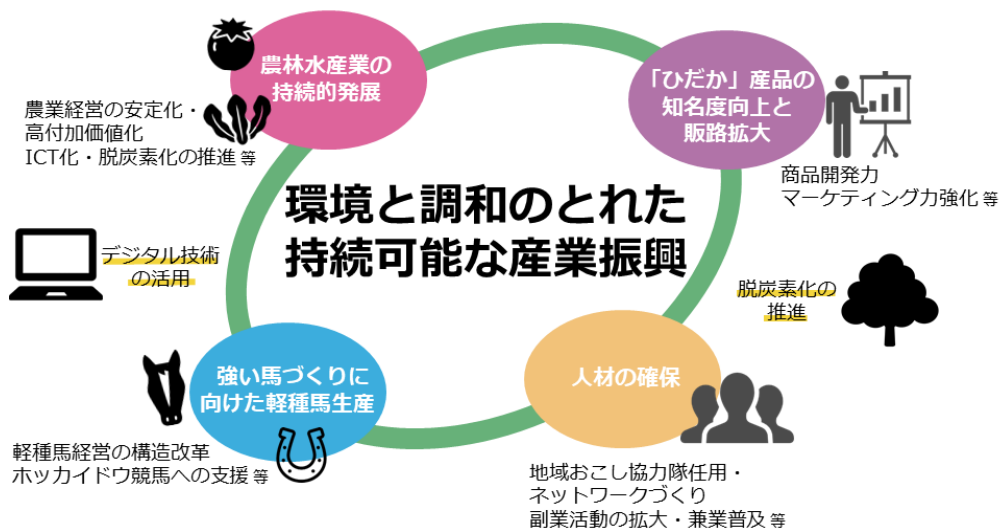 農林水産業の
持続的発展
農業経営の安定化・
高付加価値化
ICT化・脱炭素化の推進 等
「ひだか」産品の
知名度向上と
販路拡大
商品開発力
マーケティング力強化 等
環境と調和のとれた
持続可能な産業振興
デジタル技術
の活用
脱炭素化の
推進
強い馬づくりに
向けた軽種馬生産
軽種馬経営の構造改革
ホッカイドウ競馬への支援 等
人材の確保
地域おこし協力隊任用・
ネットワークづくり
副業活動の拡大・兼業普及 等